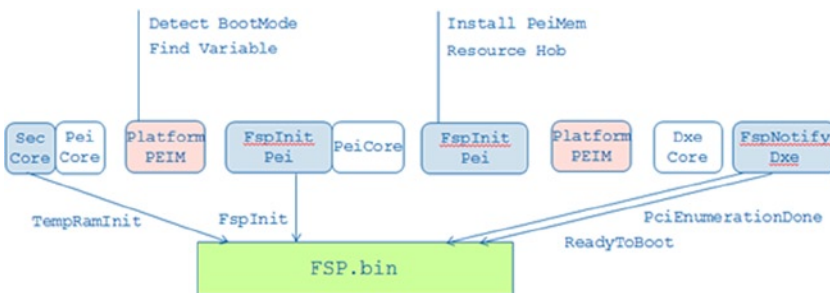 Detect BootMode
Find Variable
Install PeiMem
Resource Hob
Sec
Core
Pei
Core
Platform
PEIM
FspInit
Pei
PeiCore
FspInit
Pei
Platform
PEIM
Dxe
Core
FspNotify
Dxe
TempRamInit
FspInit
PciEnumerationDone
ReadyToBoot
FSP.bin